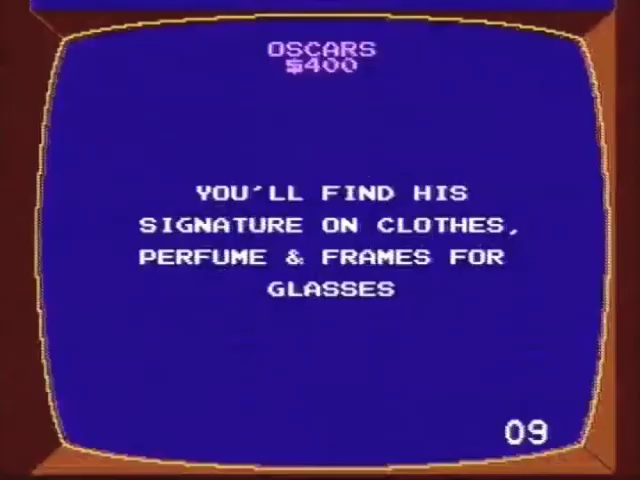 OSCARS
$400
YOU'LL FIND HIS
SIGNATURE ON CLOTHES,
PERFUME & FRAMES FOR
GLASSES
09